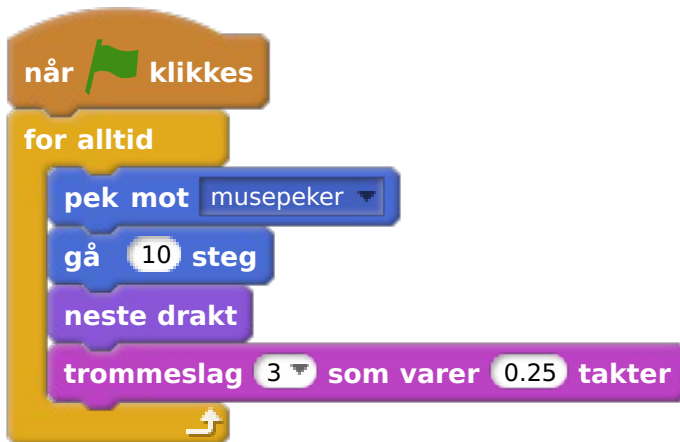 når klikkes
for alltid
pek mot musepeker
gå 10 steg
neste drakt
trommeslag 3 som varer 0.25 takter